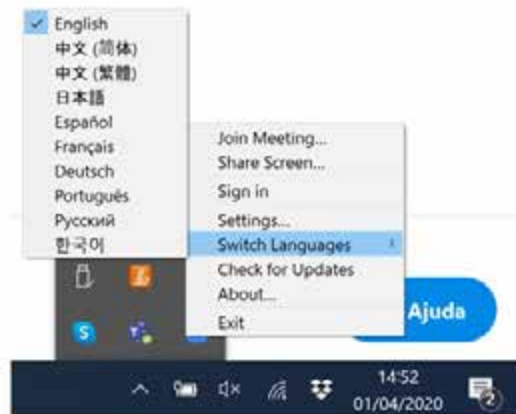 English
中文 (简体)
中文 (繁體)
日本語
Español
Français
Deutsch
Português
Русский
한국어
Join Meeting...
Share Screen...
Sign in
Settings...
Switch Languages
Check for Updates
About...
Exit
Ajuda
14:52
01/04/2020
2